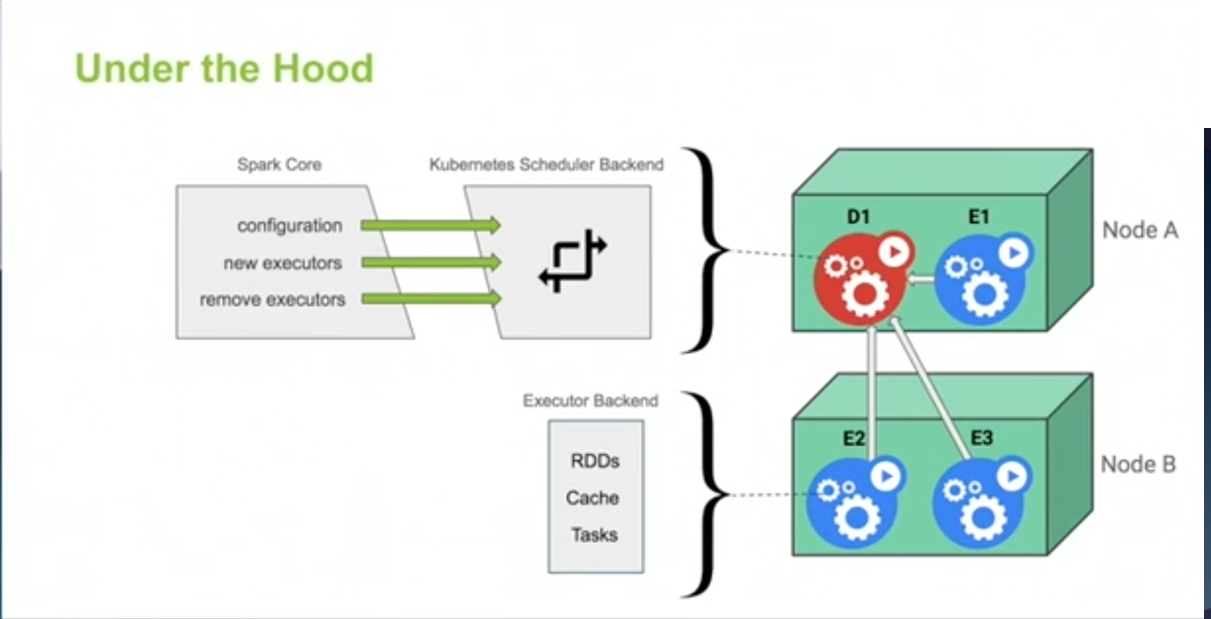 Under the Hood
Spark Core
Kubernetes Scheduler Backend
configuration
new executors
remove executors
D1
E1
Node A
Executor Backend
RDDs
Cache
Tasks
E2
E3
Node B